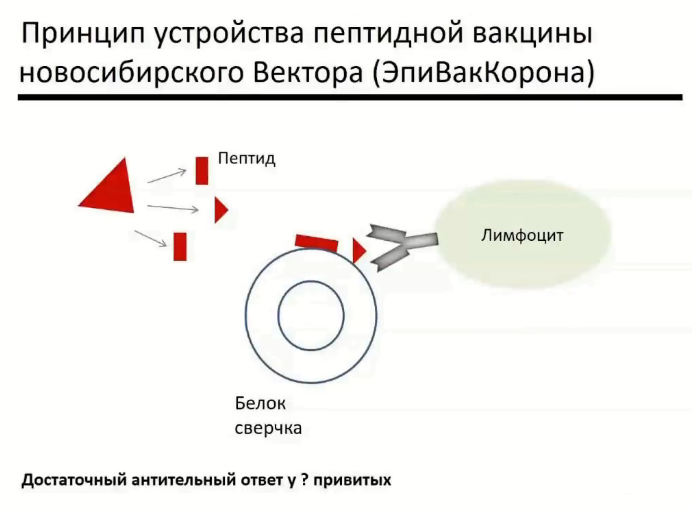 Принцип устройства пептидной вакцины
новосибирского Вектора (ЭпиВакКорона)
Пептид
Лимфоцит
Белок
сверчка
Достаточный антительный ответ у ? привитых